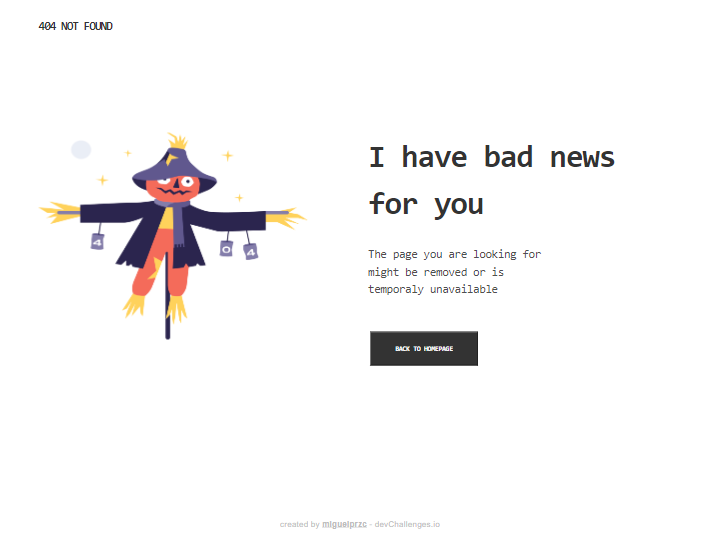 404 NOT FOUND
4
0
4
I have bad news
for you
The page you are looking for
might be removed or is
temporaly unavailable
BACK TO HOMEPAGE
created by miguelprzc - devChallenges.io